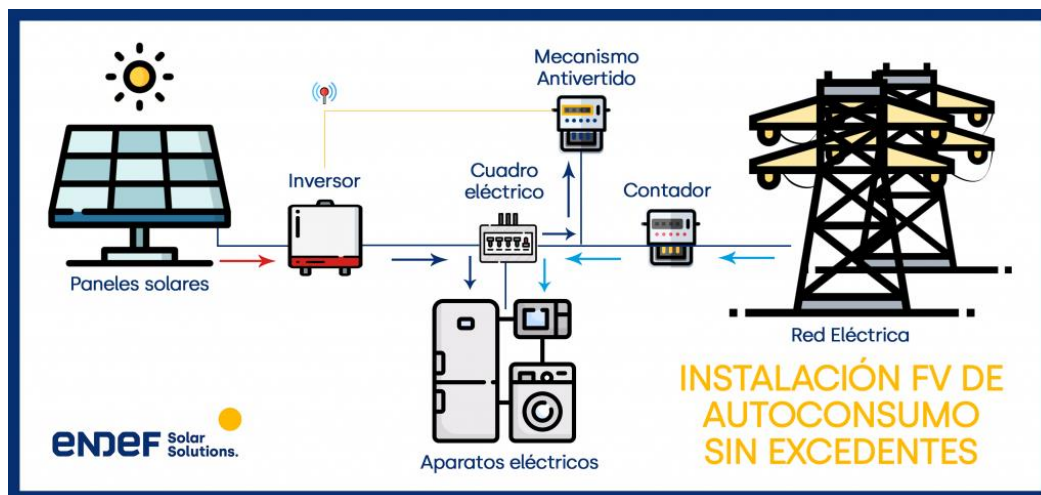 Mecanismo
Antivertido
Inversor
Cuadro
eléctrico
Contador
Paneles solares
Red Eléctrica
Aparatos eléctricos
INSTALACIÓN FV DE
AUTOCONSUMO
SIN EXCEDENTES
ENDEF Solar
Solutions.